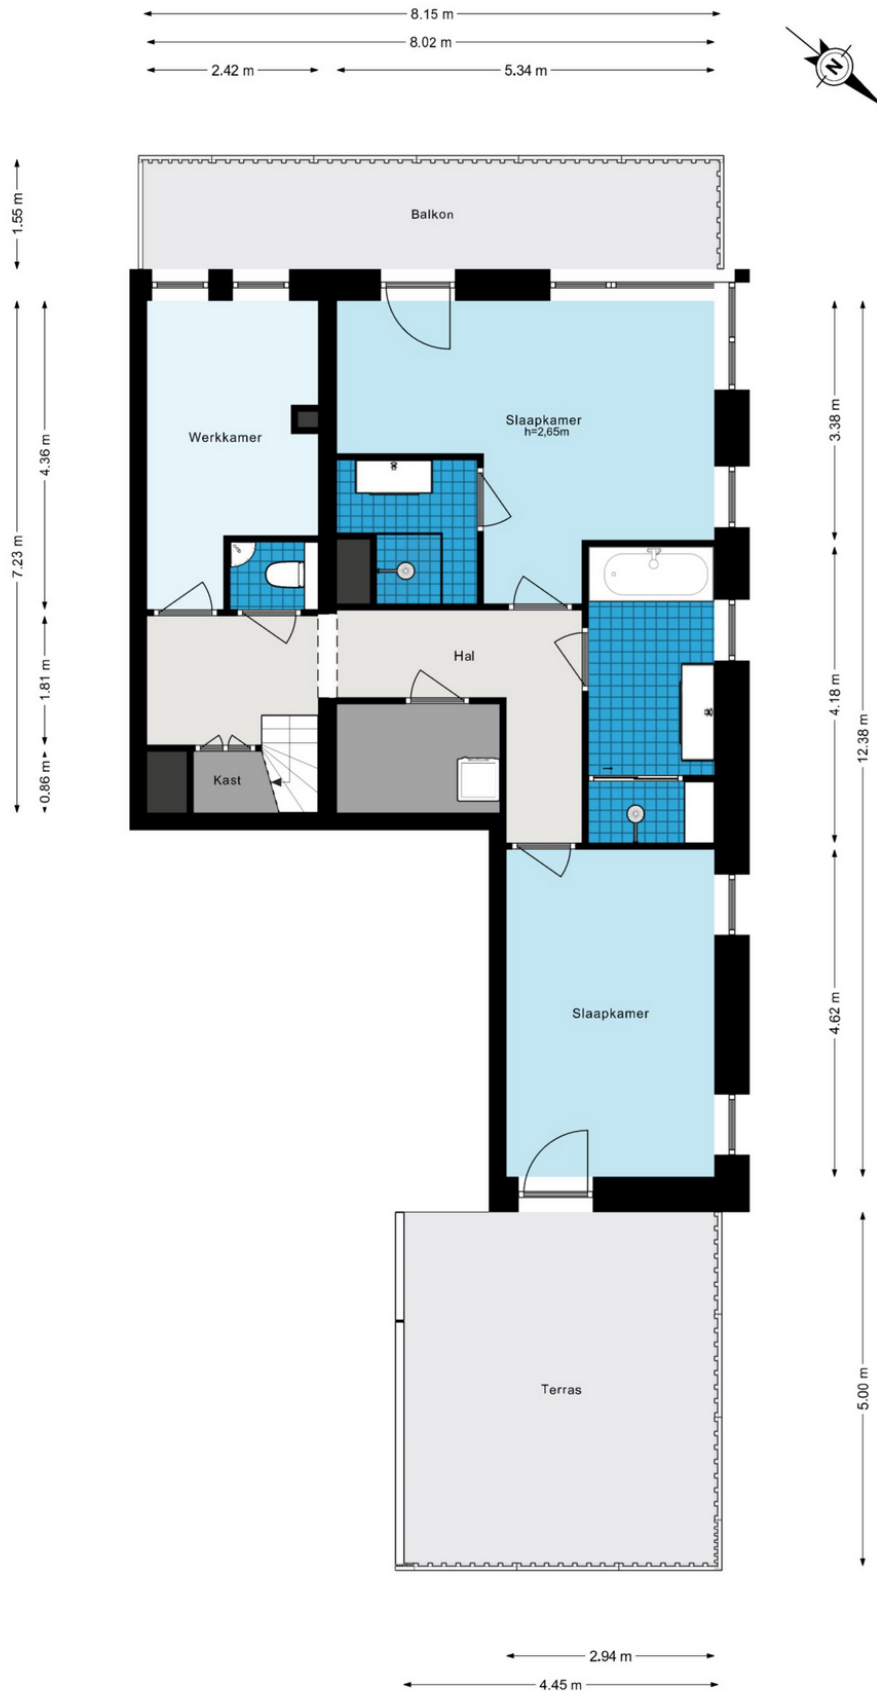 8.15 m
8.02 m
2.42 m
5.34 m
N
1.55 m
Balkon
7.23 m
4.36 m
1.81 m
0.86 m
Werkkamer
Slaapkamer
h=2,65m
3.38 m
4.18 m
12.38 m
4.62 m
Hal
Kast
Slaapkamer
Terras
5.00 m
2.94 m
4.45 m